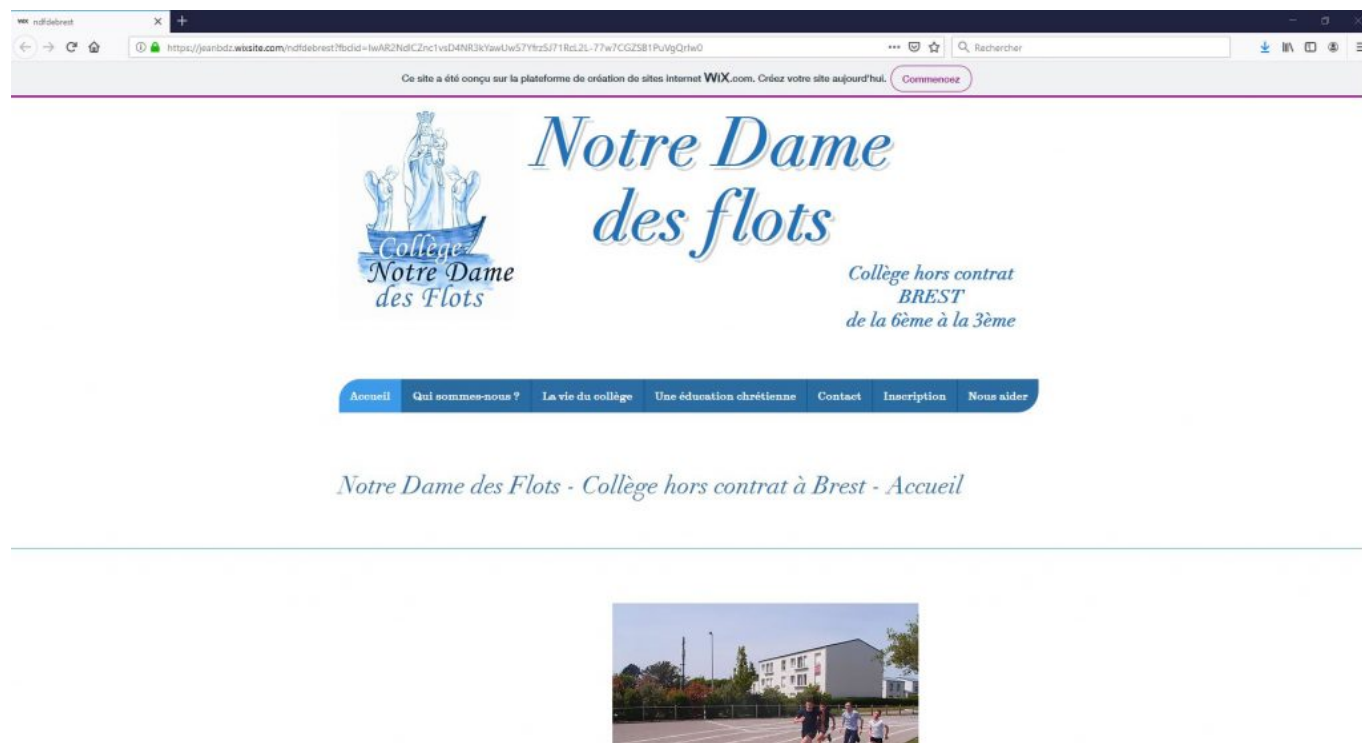 WIX ndfdebrest
https://jeanbdz.wixsite.com/ndfdebrest?fbclid=
Rechercher
Ce site a été conçu sur la plateforme de création de sites internet WiX.com. Créez votre site aujourd'hui. Commencez
Notre Dame
des flots
Collège
Notre Dame
des Flots
Collège hors contrat
BREST
de la 6ème à la 3ème
Accueil Qui sommes-nous ? La vie du collège Une éducation chrétienne Contact Inscription Nous aider
Notre Dame des Flots - Collège hors contrat à Brest - Accueil